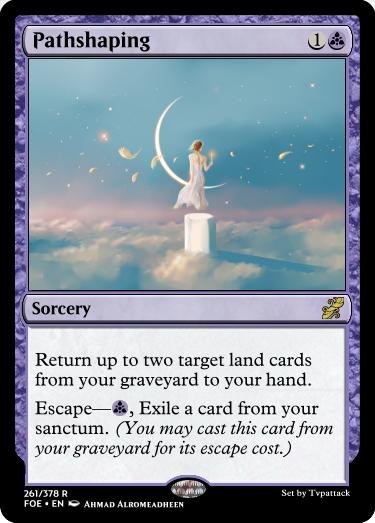 Pathshaping
1
Sorcery
Return up to two target land cards
from your graveyard to your hand.
Escape—, Exile a card from your
sanctum. (You may cast this card from
your graveyard for its escape cost.)
261/378 R
FOE • EN Ahmad Alromeadheen
Set by Tvpattack